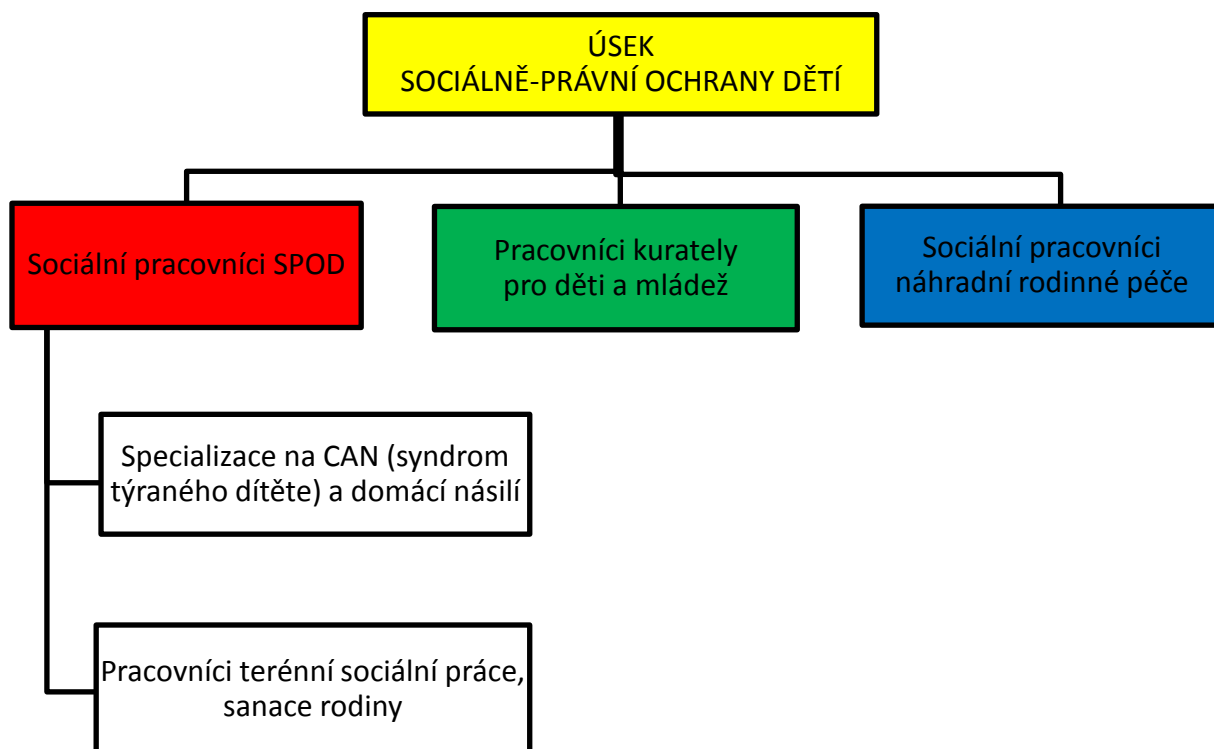 ÚSEK
SOCIÁLNĚ-PRÁVNÍ OCHRANY DĚTÍ
Sociální pracovníci SPOD
Pracovníci kurately
pro děti a mládež
Sociální pracovníci
náhradní rodinné péče
Specializace na CAN (syndrom
týraného dítěte) a domácí násilí
Pracovníci terénní sociální práce,
sanace rodiny